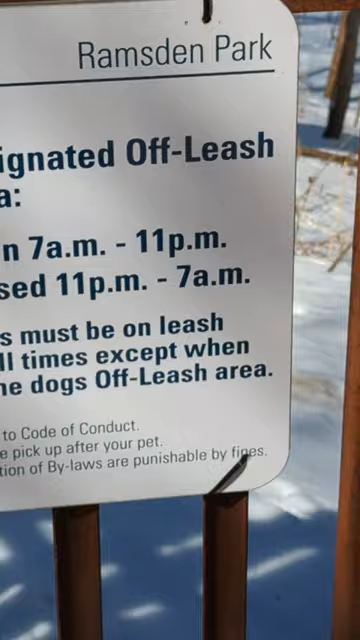 Ramsden Park
ignated Off-Leash
a:
n 7a.m. - 11p.m.
sed 11p.m. - 7a.m.
s must be on leash
ll times except when
he dogs Off-Leash area.
to Code of Conduct.
e pick up after your pet.
tion of By-laws are punishable by fines.